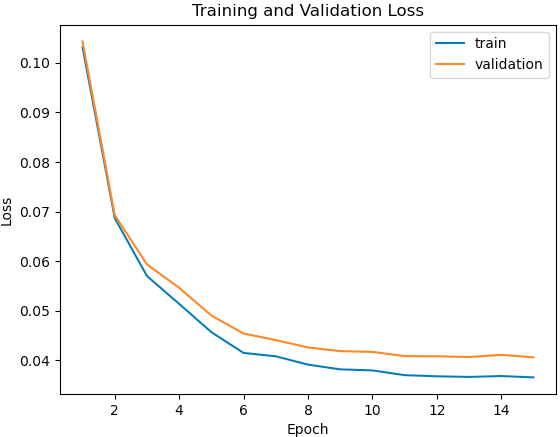 Training and Validation Loss
train
validation
Loss
0.10
0.09
0.08
0.07
0.06
0.05
0.04
2 4 6 8 10 12 14
Epoch